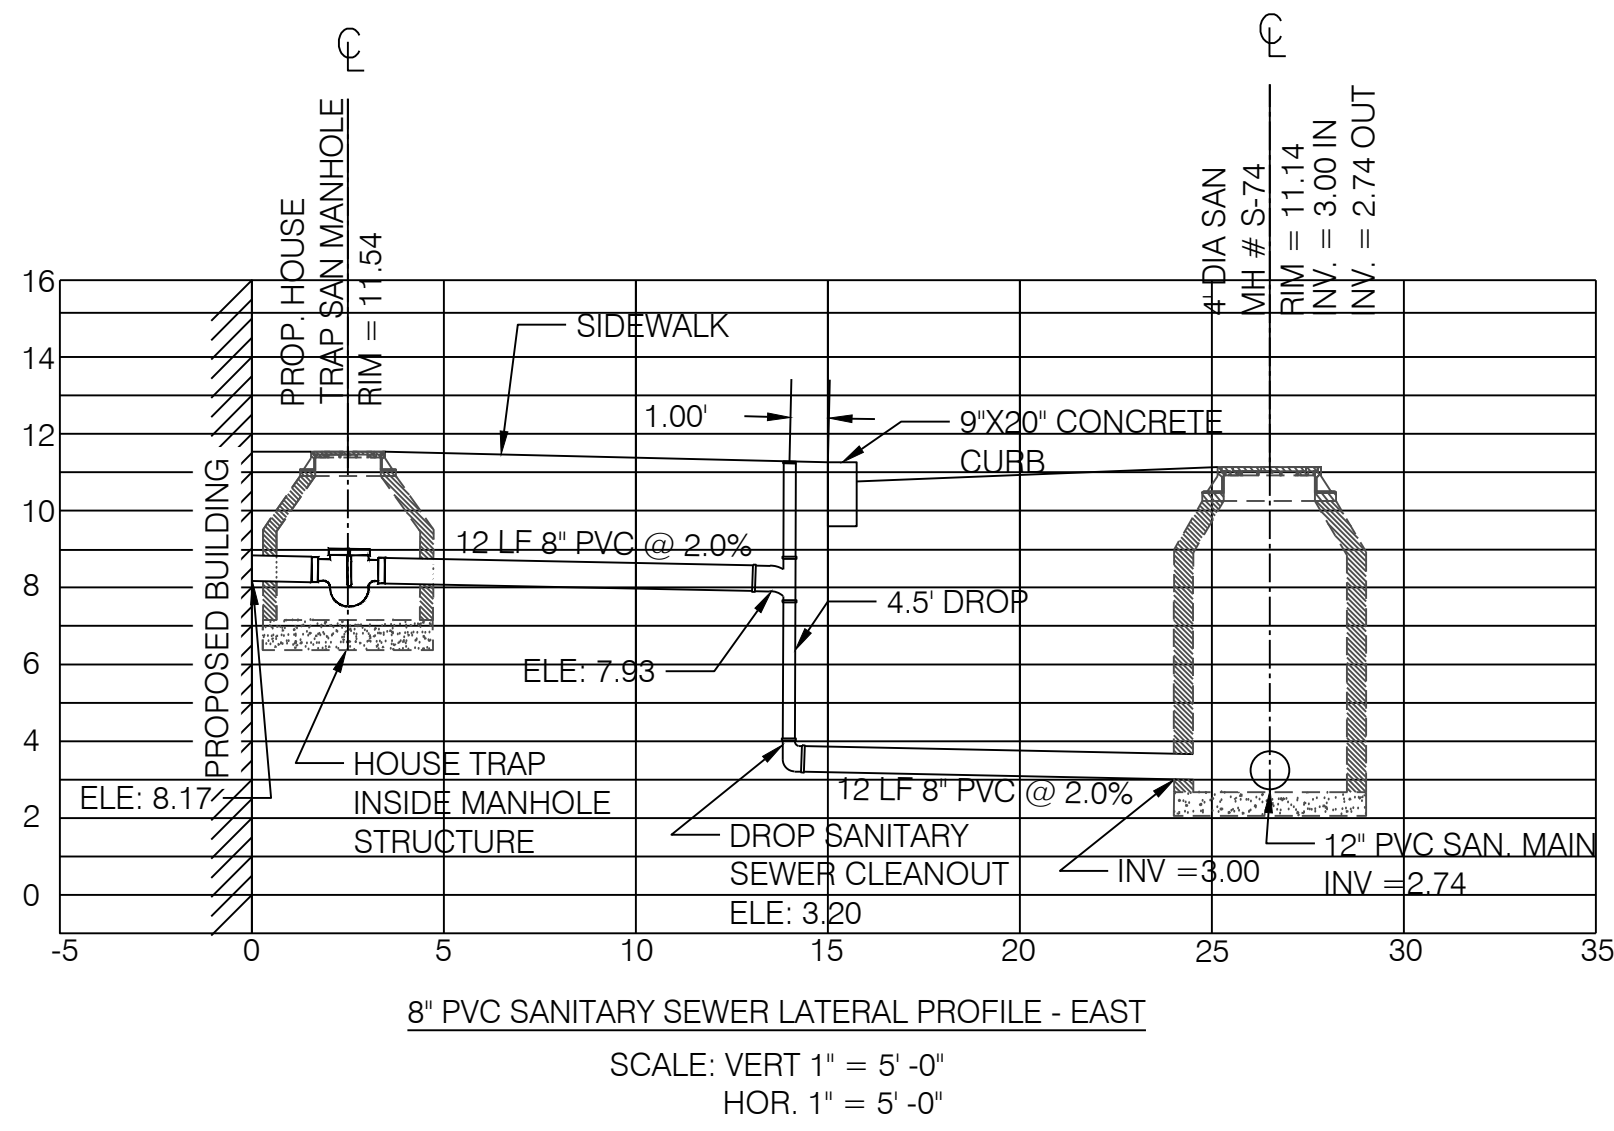 ℄
℄
PROP. HOUSE
TRAP SAN MANHOLE
RIM = 11.54
4' DIA SAN
MH # S-74
RIM = 11.14
INV. = 3.00 IN
INV. = 2.74 OUT
16
14
12
10
8
6
4
2
0
SIDEWALK
1.00'
9"X20" CONCRETE
CURB
PROPOSED BUILDING
12 LF 8" PVC @ 2.0%
4.5' DROP
ELE: 7.93
ELE: 8.17
HOUSE TRAP
INSIDE MANHOLE
STRUCTURE
12 LF 8" PVC @ 2.0%
DROP SANITARY
SEWER CLEANOUT
ELE: 3.20
INV =3.00
12" PVC SAN. MAIN
INV =2.74
-5 0 5 10 15 20 25 30 35
8" PVC SANITARY SEWER LATERAL PROFILE - EAST
SCALE: VERT 1" = 5' -0"
HOR. 1" = 5' -0"